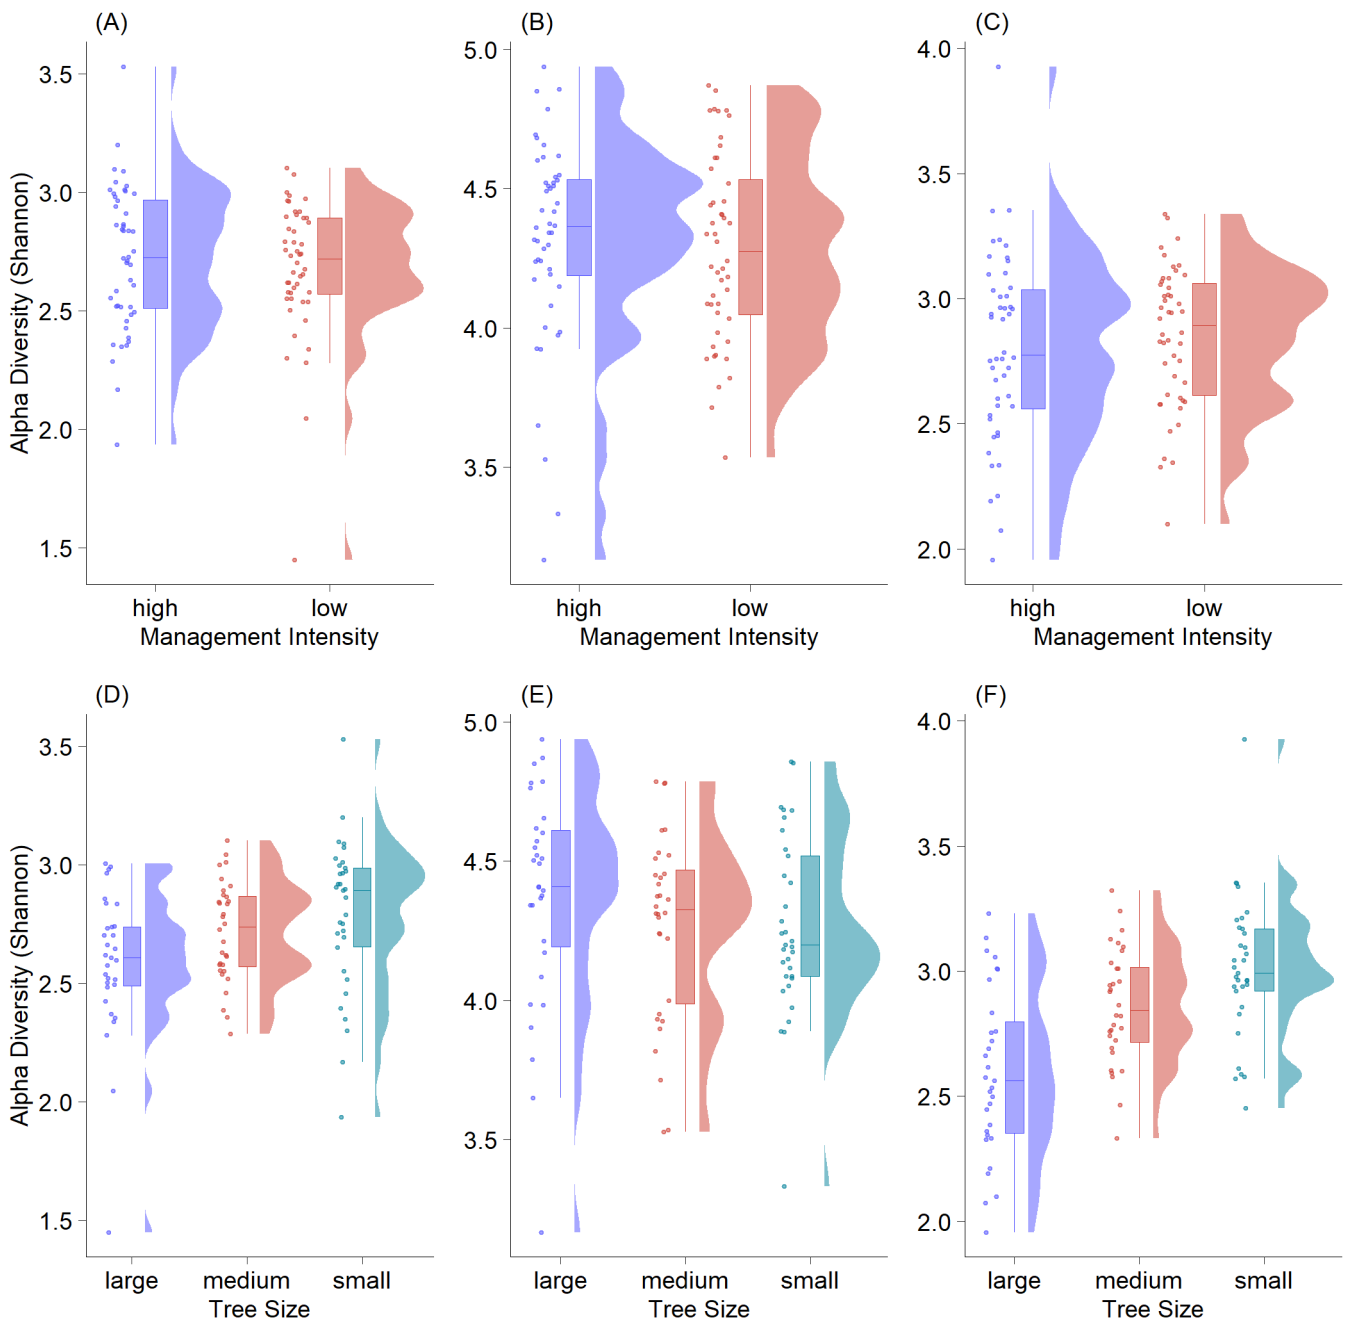 (A)
(B)
(C)
Alpha Diversity (Shannon)
3.5
3.0
2.5
2.0
1.5
high
low
Management Intensity
5.0
4.5
4.0
3.5
high
low
Management Intensity
4.0
3.5
3.0
2.5
2.0
high
low
Management Intensity
(D)
(E)
(F)
Alpha Diversity (Shannon)
3.5
3.0
2.5
2.0
1.5
large
medium
small
Tree Size
5.0
4.5
4.0
3.5
large
medium
small
Tree Size
4.0
3.5
3.0
2.5
2.0
large
medium
small
Tree Size